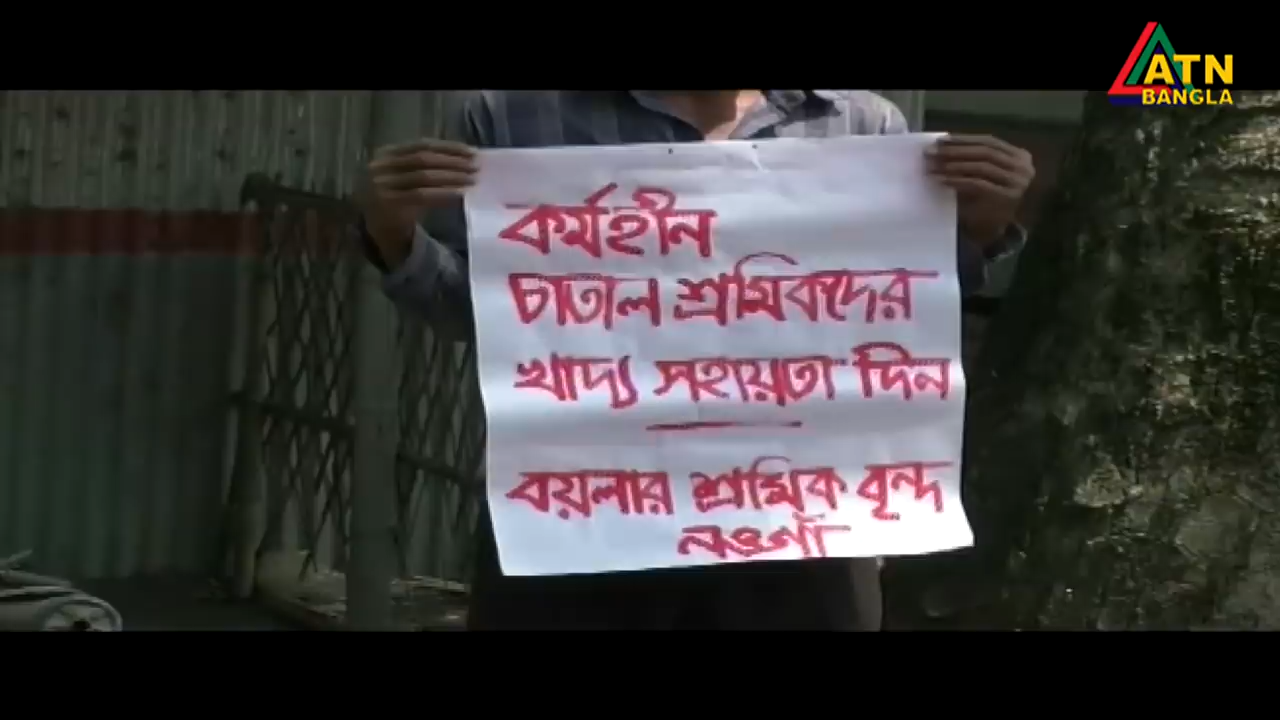 ATN
BANGLA
কর্মহীন
চাতাল শ্রমিকদের
খাদ্য সহায়তা দিন
বয়লার শ্রমিক বৃন্দ
নওগাঁ